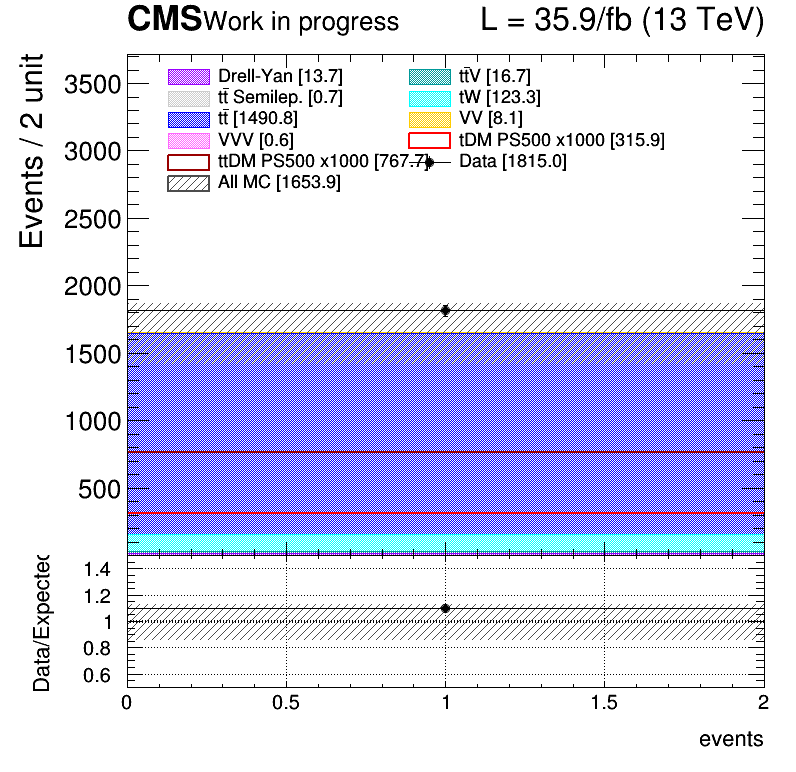 CMS Work in progress L = 35.9/fb (13 TeV)
Events / 2 unit
3500
3000
2500
2000
1500
1000
500
Drell-Yan [13.7] tt̄V [16.7]
tt̄ Semilep. [0.7] tW [123.3]
tt̄ [1490.8] VV [8.1]
VVV [0.6] tDM PS500 x1000 [315.9]
ttDM PS500 x1000 [767.7] Data [1815.0]
All MC [1653.9]
Data/Expected
1.4
1.2
1
0.8
0.6
0 0.5 1 1.5 2
events